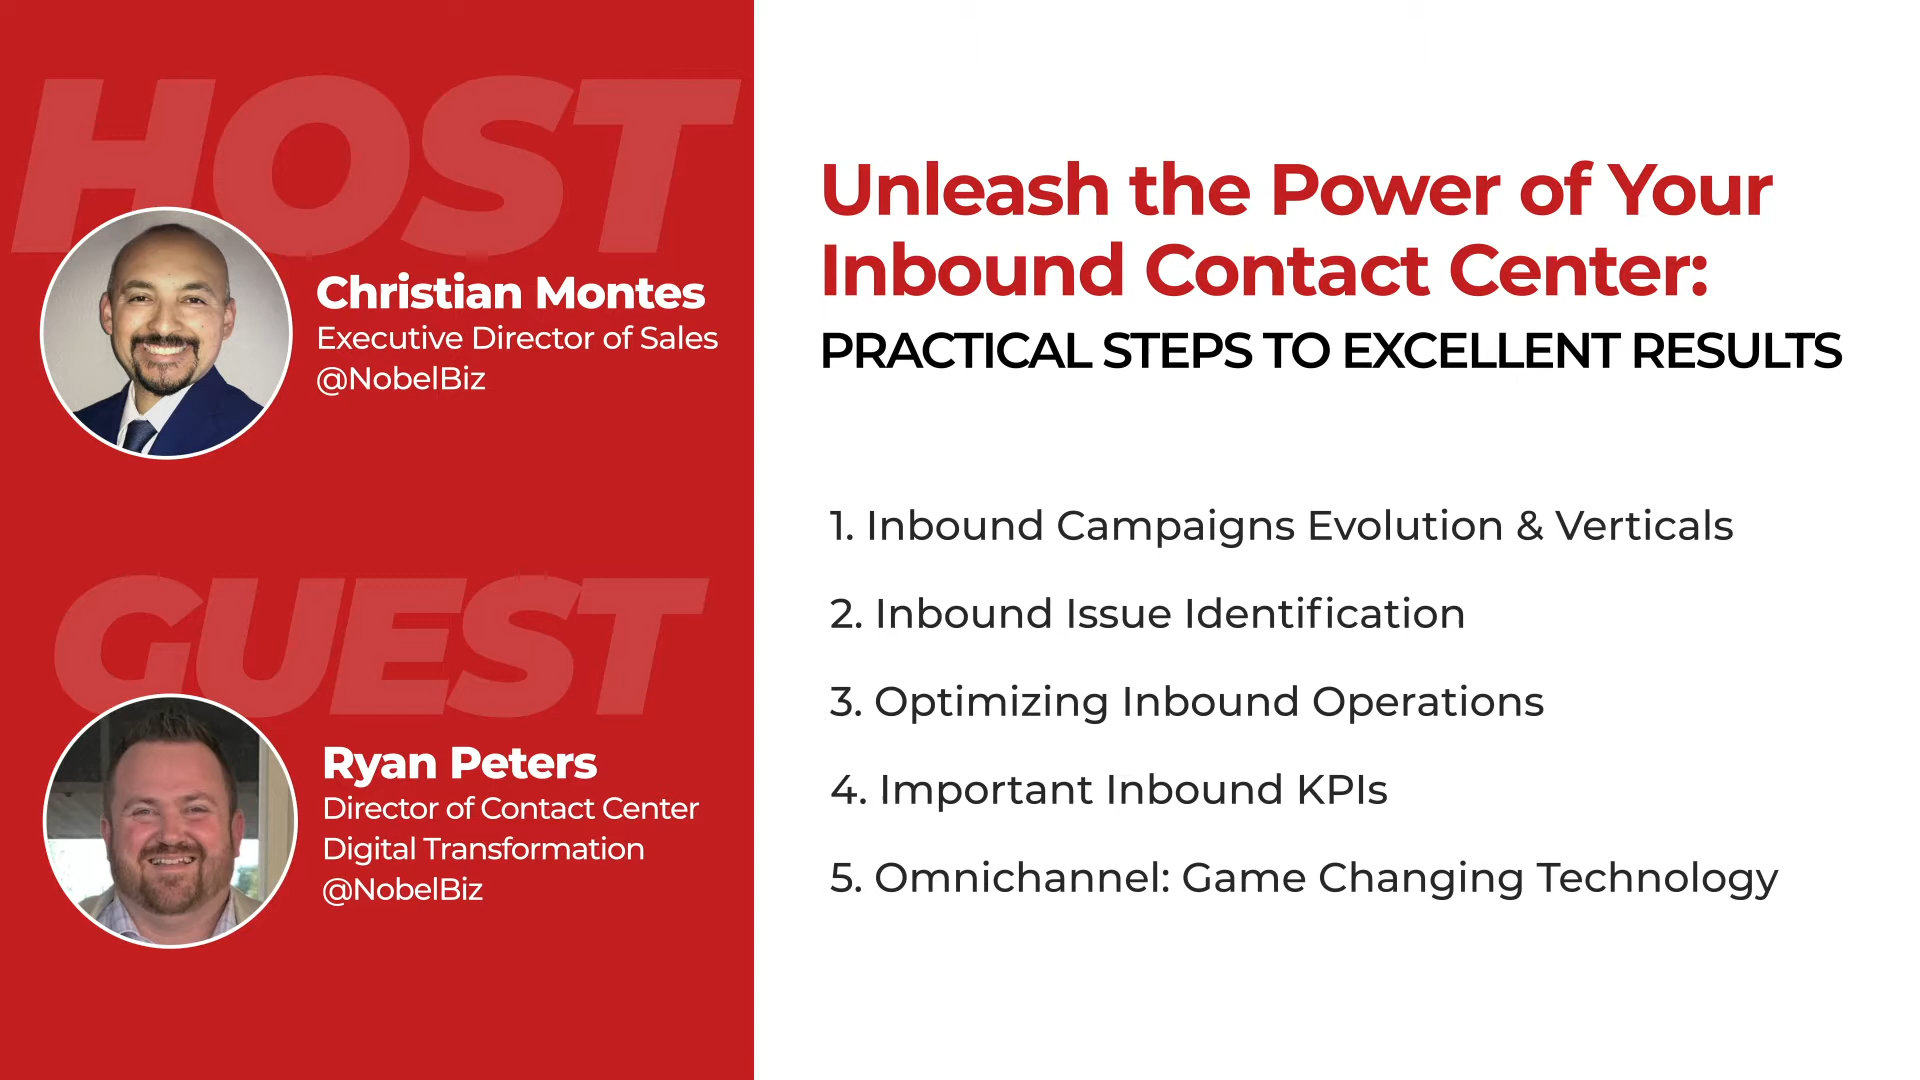 HOST
Christian Montes
Executive Director of Sales
@NobelBiz
GUEST
Ryan Peters
Director of Contact Center
Digital Transformation
@NobelBiz
Unleash the Power of Your
Inbound Contact Center:
PRACTICAL STEPS TO EXCELLENT RESULTS
1. Inbound Campaigns Evolution & Verticals
2. Inbound Issue Identification
3. Optimizing Inbound Operations
4. Important Inbound KPIs
5. Omnichannel: Game Changing Technology